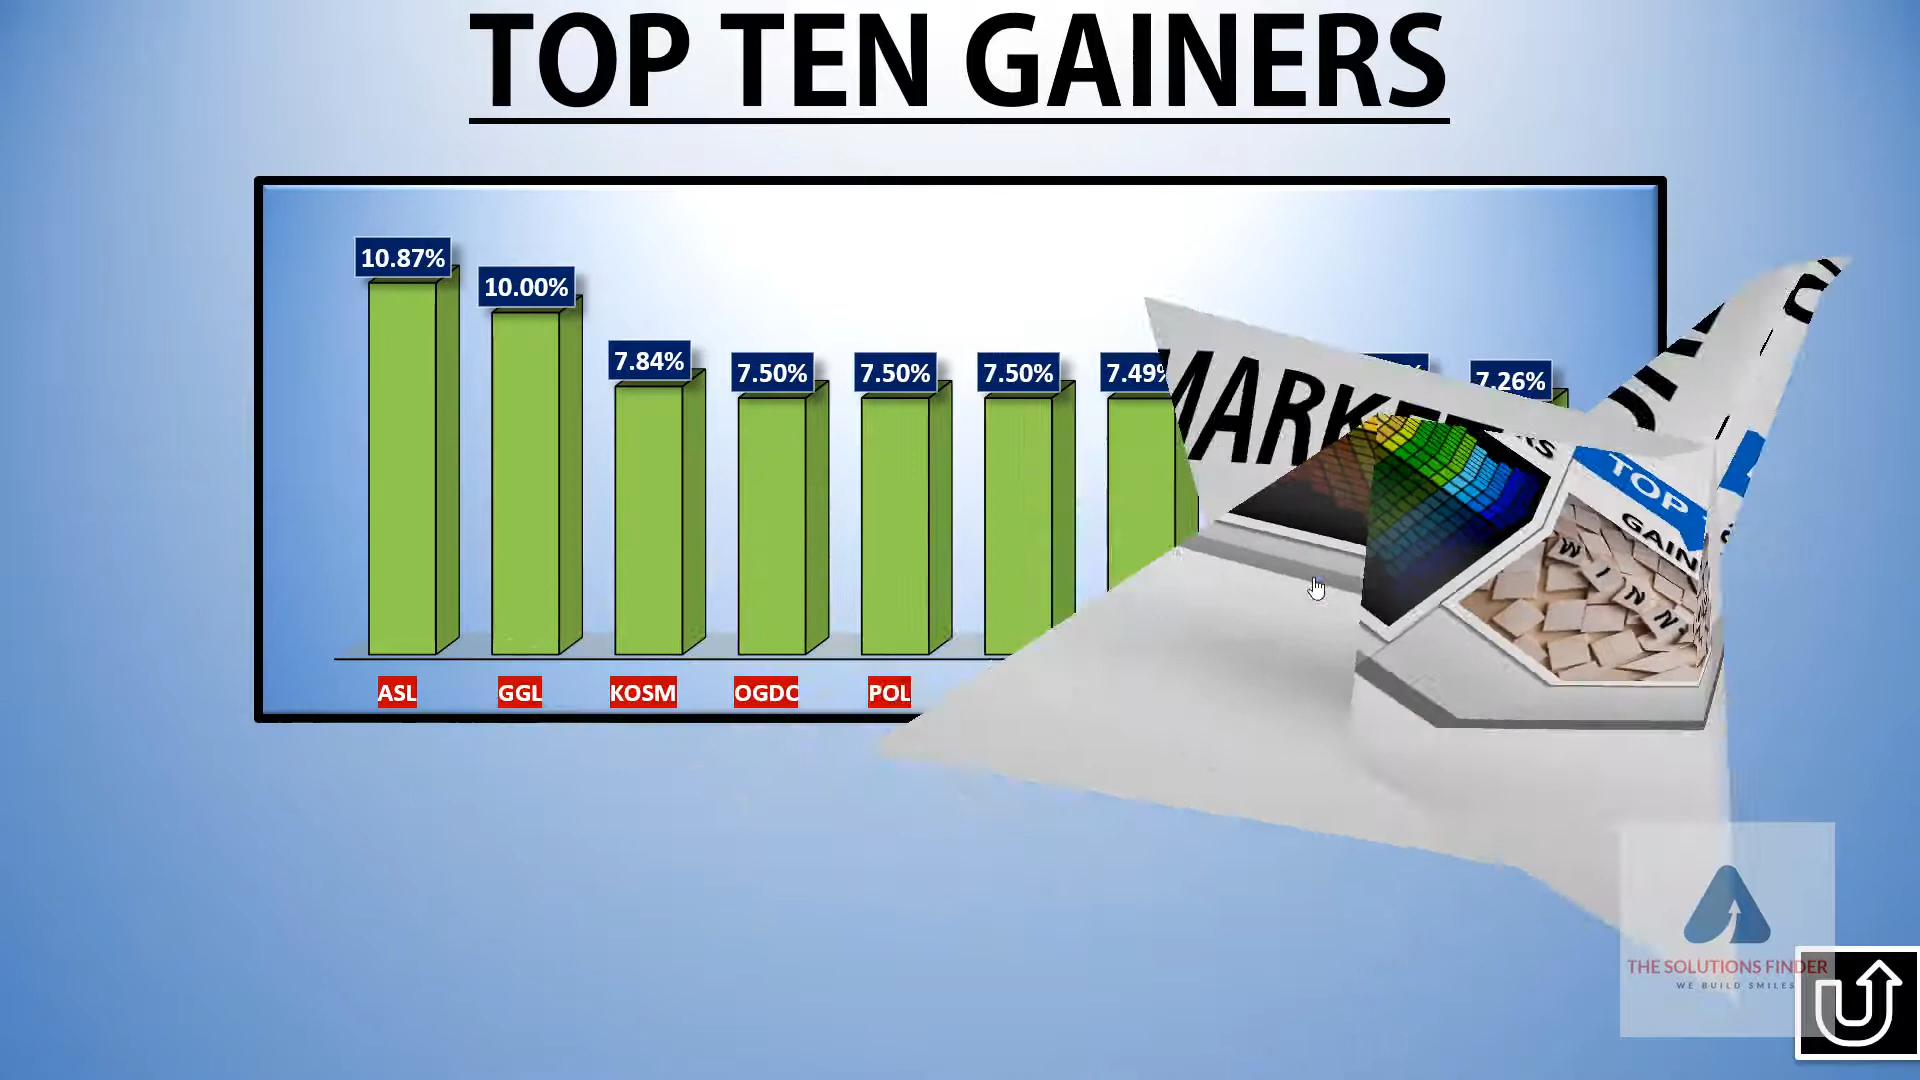 TOP TEN GAINERS
10.87%
10.00%
7.84%
7.50%
7.50%
7.50%
7.49%
7.26%
TOP
GAIN
W I N N
ASL
GGL
KOSM
OGDC
POL
THE SOLUTIONS FINDER
WE BUILD SMILES